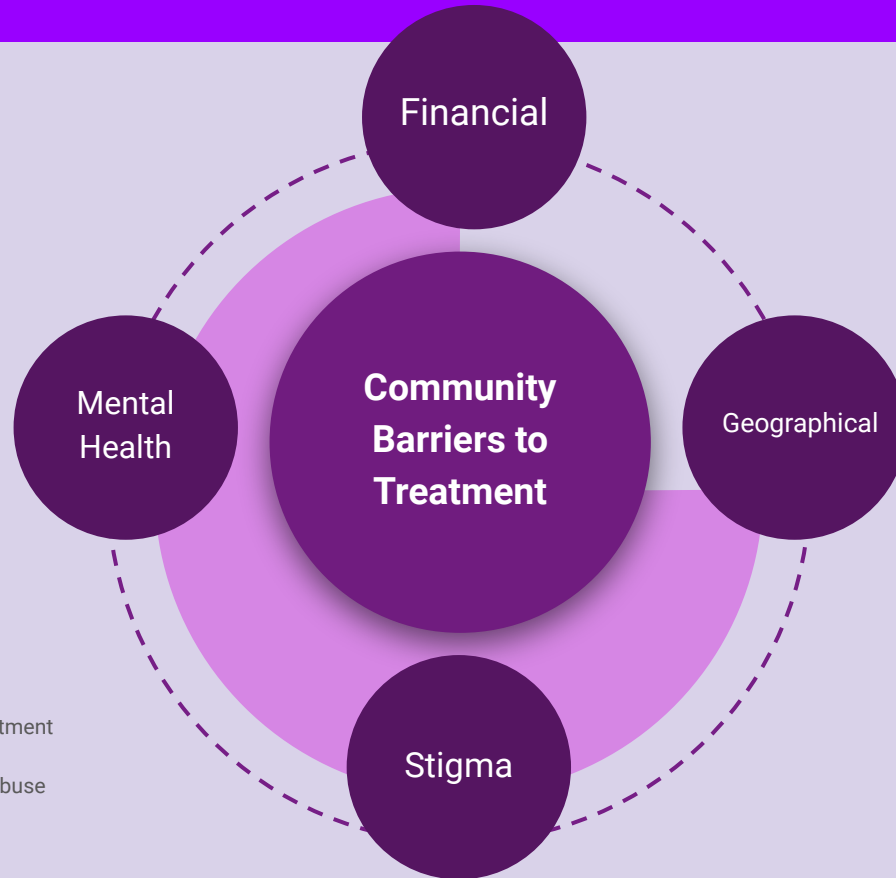 Financial
Mental
Health
Community
Barriers to
Treatment
Geographical
Stigma
tment
buse